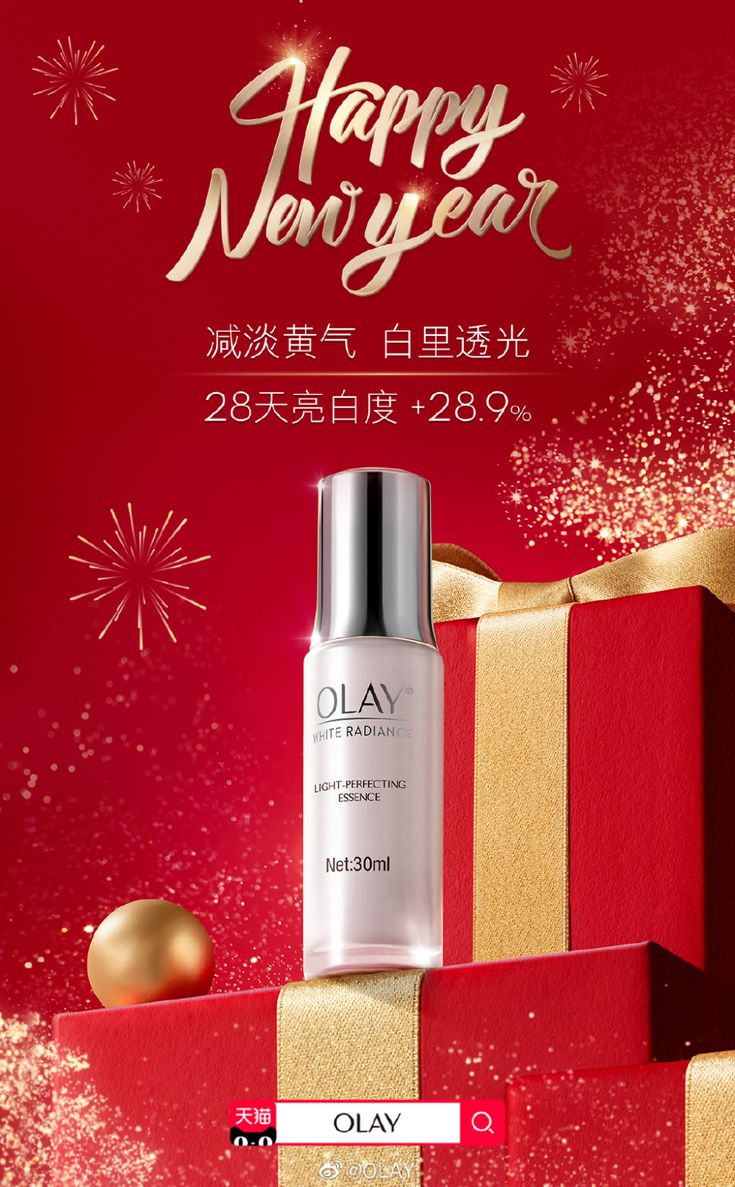 Happy
New year
减淡黄气 白里透光
28天亮白度 +28.9%
OLAY®
WHITE RADIANCE
LIGHT-PERFECTING
ESSENCE
Net:30ml
天猫 OLAY
@OLAY